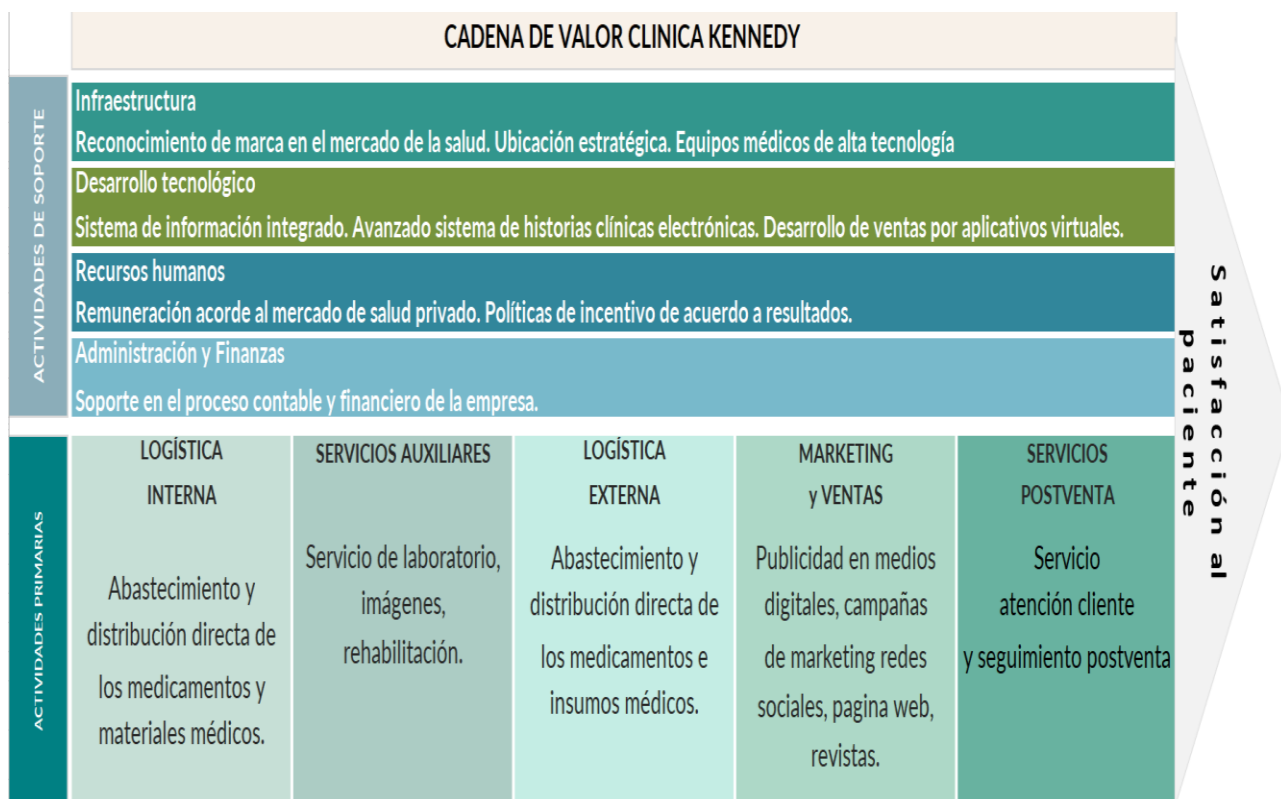 CADENA DE VALOR CLINICA KENNEDY
ACTIVIDADES DE SOPORTE
Infraestructura
Reconocimiento de marca en el mercado de la salud. Ubicación estratégica. Equipos médicos de alta tecnología
Desarrollo tecnológico
Sistema de información integrado. Avanzado sistema de historias clínicas electrónicas. Desarrollo de ventas por aplicativos virtuales.
Recursos humanos
Remuneración acorde al mercado de salud privado. Políticas de incentivo de acuerdo a resultados.
Administración y Finanzas
Soporte en el proceso contable y financiero de la empresa.
ACTIVIDADES PRIMARIAS
LOGÍSTICA
INTERNA
Abastecimiento y
distribución directa de
los medicamentos y
materiales médicos.
SERVICIOS AUXILIARES
Servicio de laboratorio,
imágenes,
rehabilitación.
LOGÍSTICA
EXTERNA
Abastecimiento y
distribución directa de
los medicamentos e
insumos médicos.
MARKETING
y VENTAS
Publicidad en medios
digitales, campañas
de marketing redes
sociales, pagina web,
revistas.
SERVICIOS
POSTVENTA
Servicio
atención cliente
y seguimiento postventa
Satisfacción al
paciente